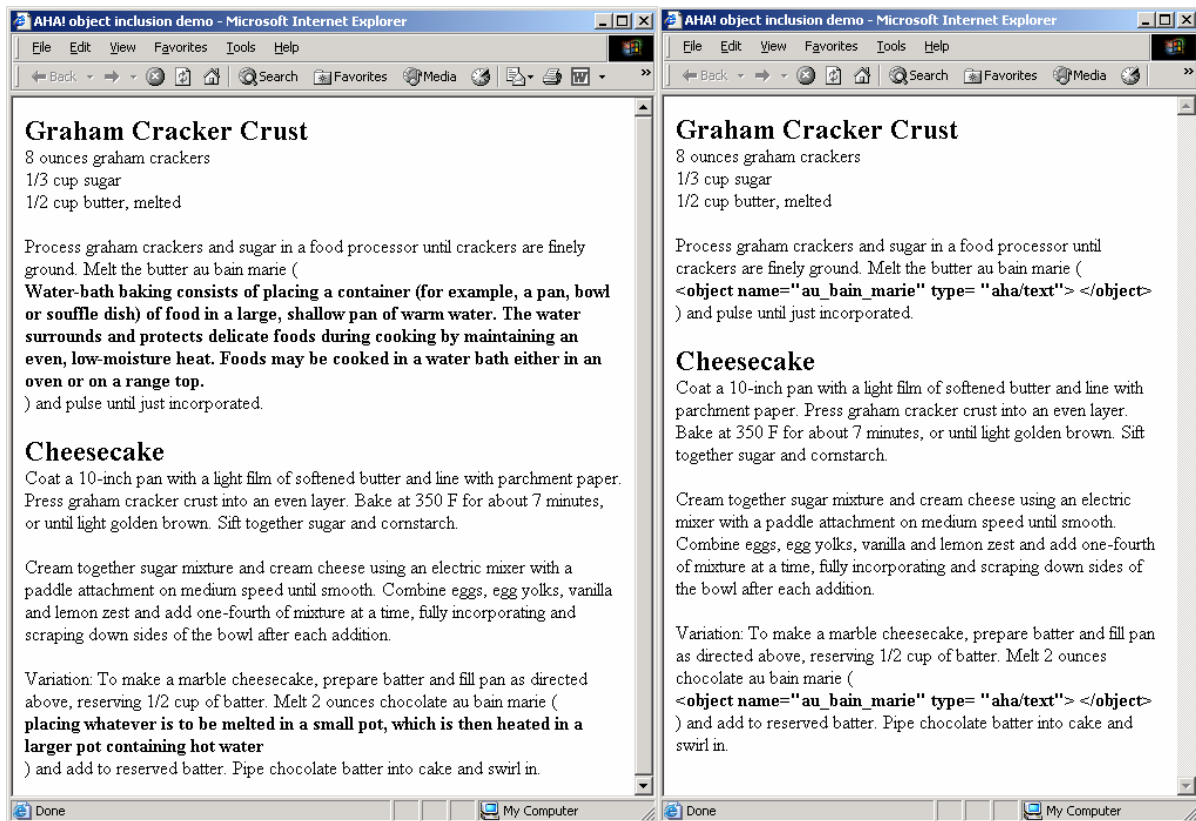 AHA! object inclusion demo - Microsoft Internet Explorer
File Edit View Favorites Tools Help
Back Search Favorites Media W »
Graham Cracker Crust
8 ounces graham crackers
1/3 cup sugar
1/2 cup butter, melted
Process graham crackers and sugar in a food processor until crackers are finely
ground. Melt the butter au bain marie (
Water-bath baking consists of placing a container (for example, a pan, bowl
or souffle dish) of food in a large, shallow pan of warm water. The water
surrounds and protects delicate foods during cooking by maintaining an
even, low-moisture heat. Foods may be cooked in a water bath either in an
oven or on a range top.
) and pulse until just incorporated.
Cheesecake
Coat a 10-inch pan with a light film of softened butter and line with parchment paper.
Press graham cracker crust into an even layer. Bake at 350 F for about 7 minutes,
or until light golden brown. Sift together sugar and cornstarch.
Cream together sugar mixture and cream cheese using an electric mixer with a
paddle attachment on medium speed until smooth. Combine eggs, egg yolks, vanilla
and lemon zest and add one-fourth of mixture at a time, fully incorporating and
scraping down sides of the bowl after each addition.
Variation: To make a marble cheesecake, prepare batter and fill pan as directed
above, reserving 1/2 cup of batter. Melt 2 ounces chocolate au bain marie (
placing whatever is to be melted in a small pot, which is then heated in a
larger pot containing hot water
) and add to reserved batter. Pipe chocolate batter into cake and swirl in.
Done My Computer
AHA! object inclusion demo - Microsoft Internet Explorer
File Edit View Favorites Tools Help
Back Search Favorites Media »
Graham Cracker Crust
8 ounces graham crackers
1/3 cup sugar
1/2 cup butter, melted
Process graham crackers and sugar in a food processor until
crackers are finely ground. Melt the butter au bain marie (
<object name="au_bain_marie" type= "aha/text"> </object>
) and pulse until just incorporated.
Cheesecake
Coat a 10-inch pan with a light film of softened butter and line with
parchment paper. Press graham cracker crust into an even layer.
Bake at 350 F for about 7 minutes, or until light golden brown. Sift
together sugar and cornstarch.
Cream together sugar mixture and cream cheese using an electric
mixer with a paddle attachment on medium speed until smooth.
Combine eggs, egg yolks, vanilla and lemon zest and add one-fourth
of mixture at a time, fully incorporating and scraping down sides of
the bowl after each addition.
Variation: To make a marble cheesecake, prepare batter and fill pan
as directed above, reserving 1/2 cup of batter. Melt 2 ounces
chocolate au bain marie (
<object name="au_bain_marie" type= "aha/text"> </object>
) and add to reserved batter. Pipe chocolate batter into cake and
swirl in.
Done My Computer